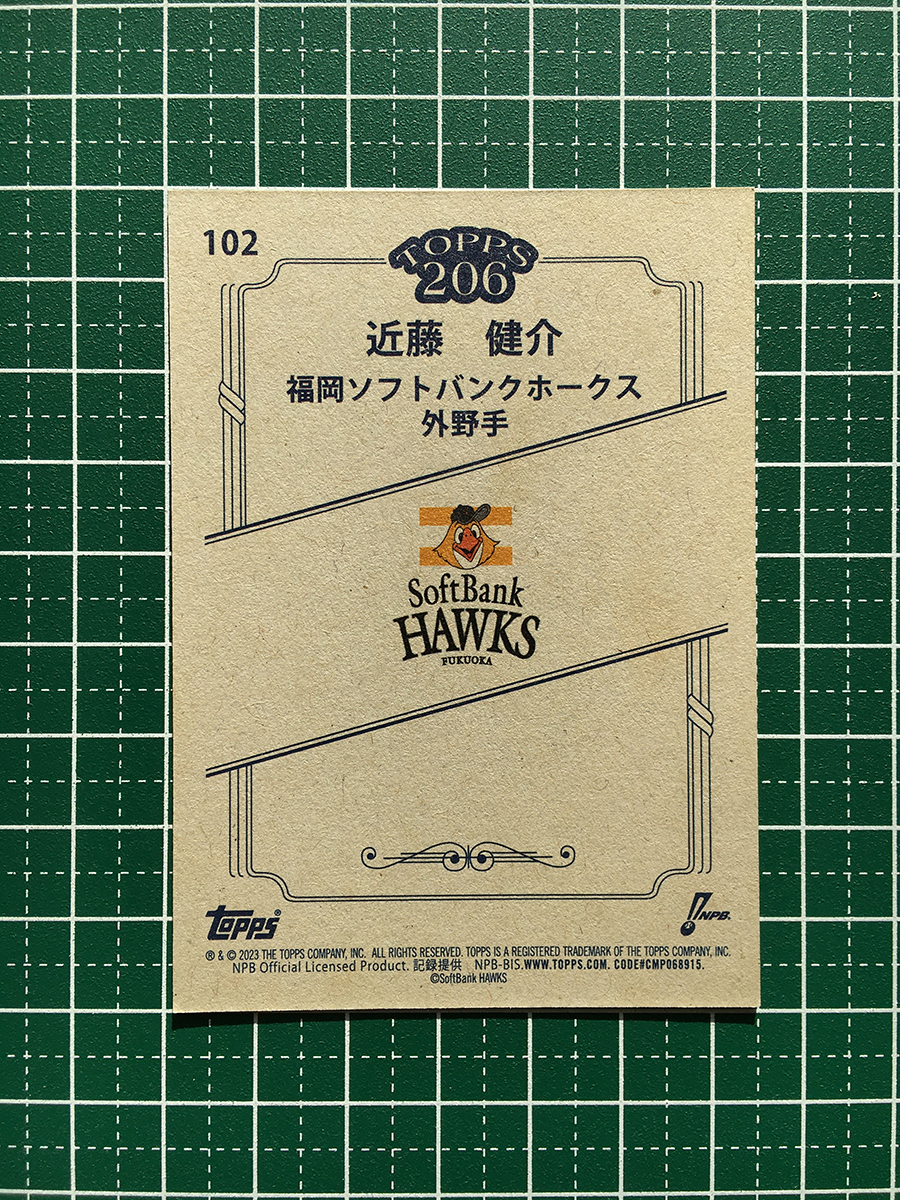 102
TOPPS
206
近藤　健介
福岡ソフトバンクホークス
外野手
SoftBank
HAWKS
FUKUOKA
topps®
NPB.
® & © 2023 THE TOPPS COMPANY, INC. ALL RIGHTS RESERVED. TOPPS IS A REGISTERED TRADEMARK OF THE TOPPS COMPANY, INC.
NPB Official Licensed Product. 記録提供 NPB-BIS.WWW.TOPPS.COM. CODE#CMP068915.
©SoftBank HAWKS